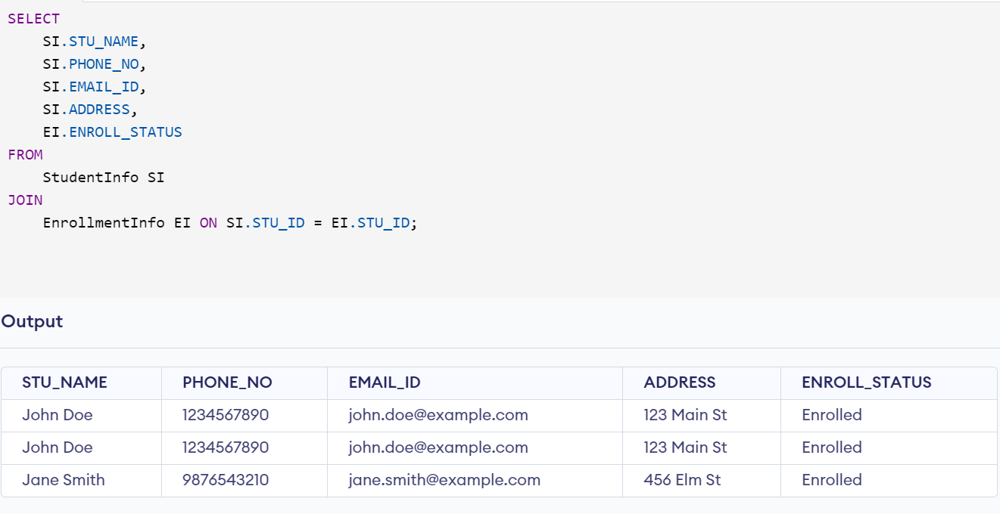 SELECT
    SI.STU_NAME,
    SI.PHONE_NO,
    SI.EMAIL_ID,
    SI.ADDRESS,
    EI.ENROLL_STATUS
FROM
    StudentInfo SI
JOIN
    EnrollmentInfo EI ON SI.STU_ID = EI.STU_ID;
Output
STU_NAME PHONE_NO EMAIL_ID ADDRESS ENROLL_STATUS
John Doe 1234567890 john.doe@example.com 123 Main St Enrolled
John Doe 1234567890 john.doe@example.com 123 Main St Enrolled
Jane Smith 9876543210 jane.smith@example.com 456 Elm St Enrolled